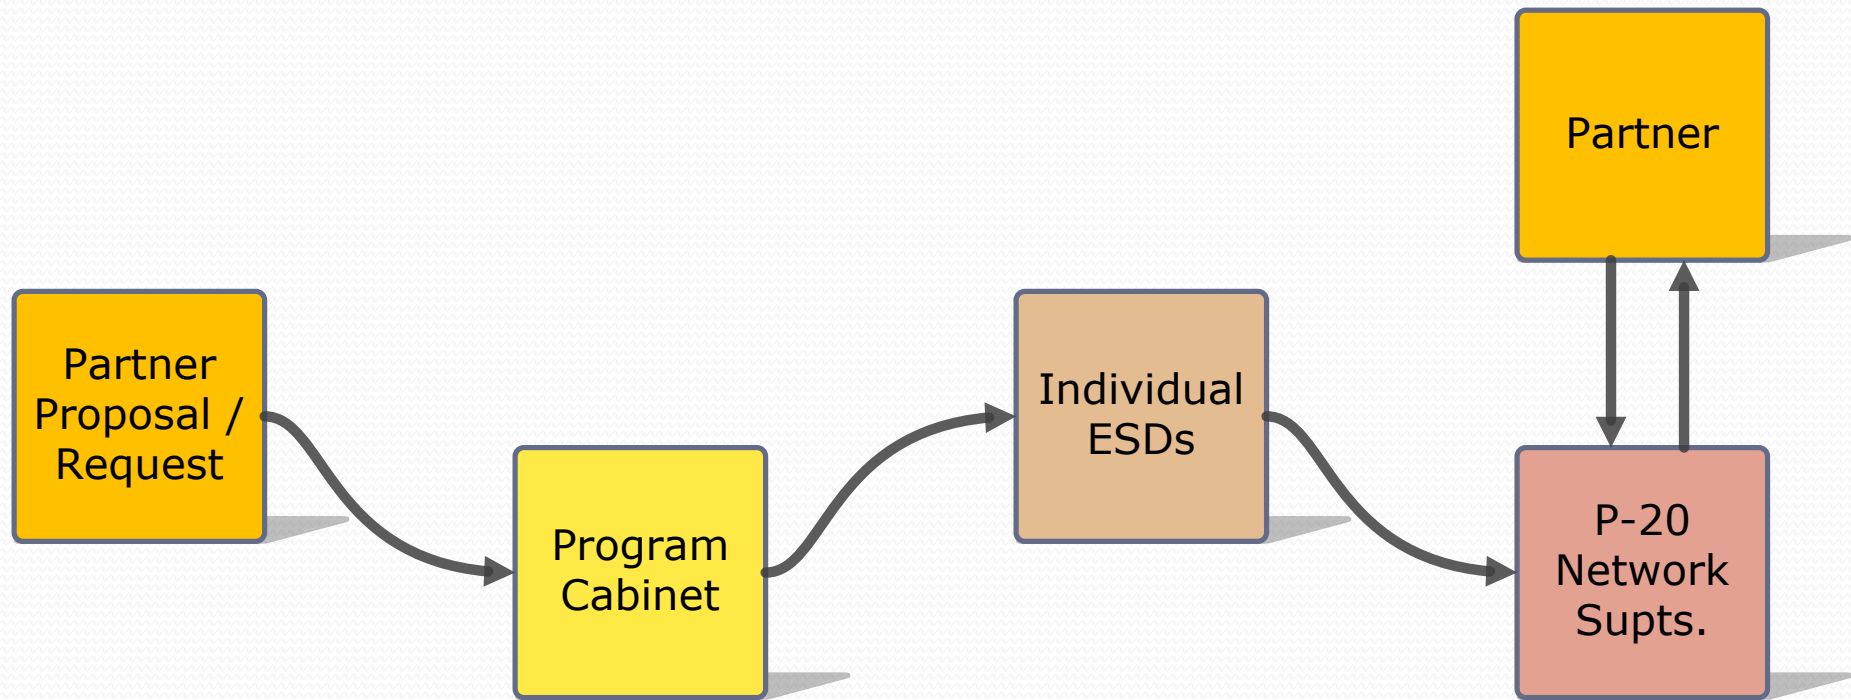 Partner
Partner
Proposal /
Request
Program
Cabinet
Individual
ESDs
P-20
Network
Supts.